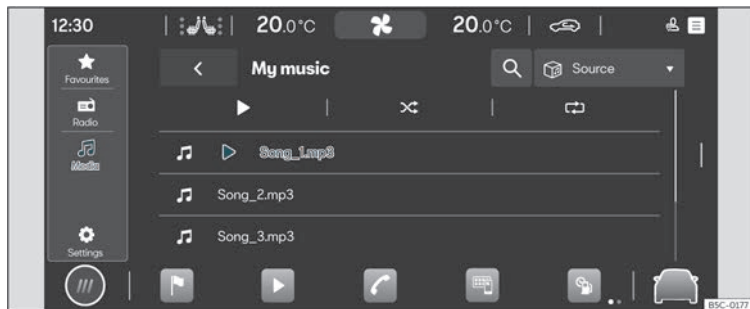 12:30 20.0°C 20.0°C
Favourites
My music
Source
Radio
Media
Song_1.mp3
Song_2.mp3
Song_3.mp3
Settings
B5C-0177